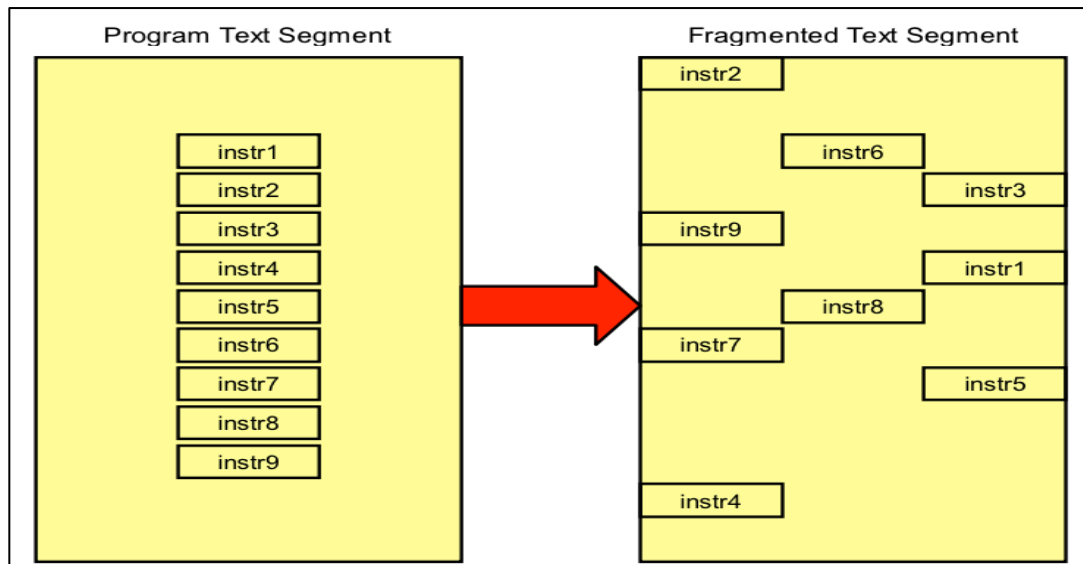 Program Text Segment
instr1
instr2
instr3
instr4
instr5
instr6
instr7
instr8
instr9
Fragmented Text Segment
instr2
instr6
instr3
instr9
instr1
instr8
instr7
instr5
instr4